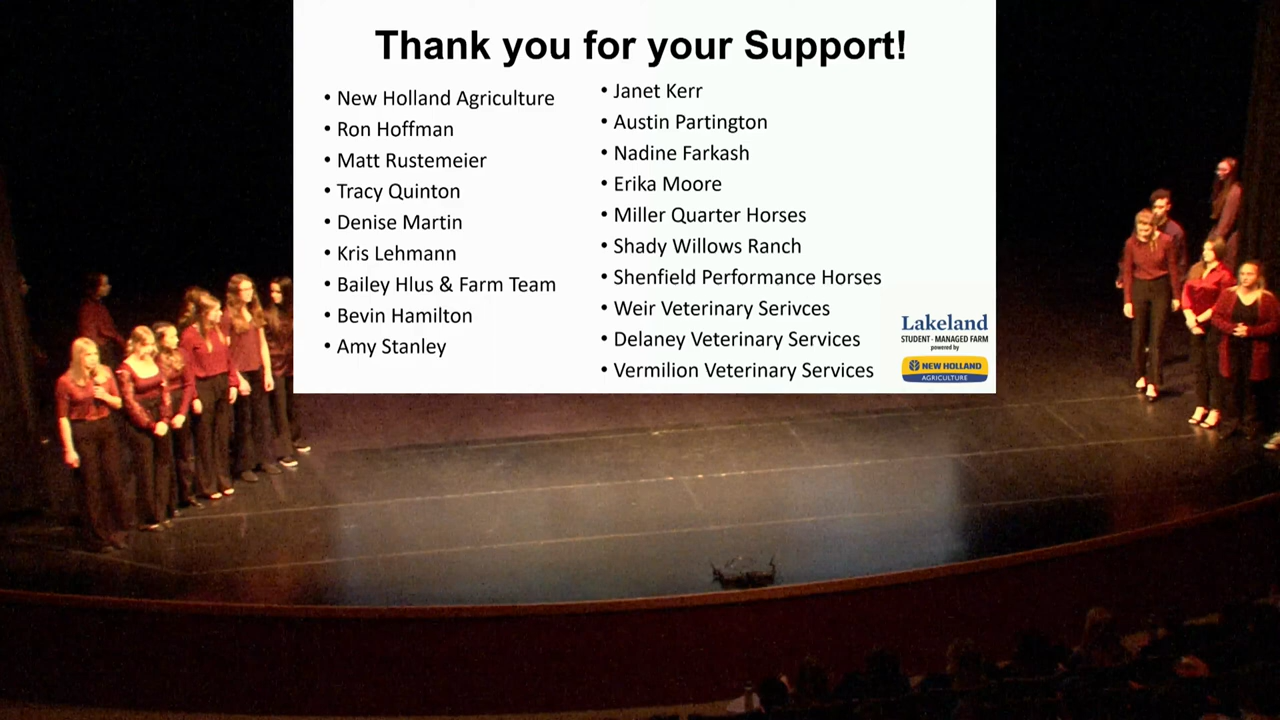 Thank you for your Support!
• New Holland Agriculture
• Ron Hoffman
• Matt Rustemeier
• Tracy Quinton
• Denise Martin
• Kris Lehmann
• Bailey Hlus & Farm Team
• Bevin Hamilton
• Amy Stanley
• Janet Kerr
• Austin Partington
• Nadine Farkash
• Erika Moore
• Miller Quarter Horses
• Shady Willows Ranch
• Shenfield Performance Horses
• Weir Veterinary Serivces
• Delaney Veterinary Services
• Vermilion Veterinary Services
Lakeland
STUDENT-MANAGED FARM
powered by
NEW HOLLAND
AGRICULTURE